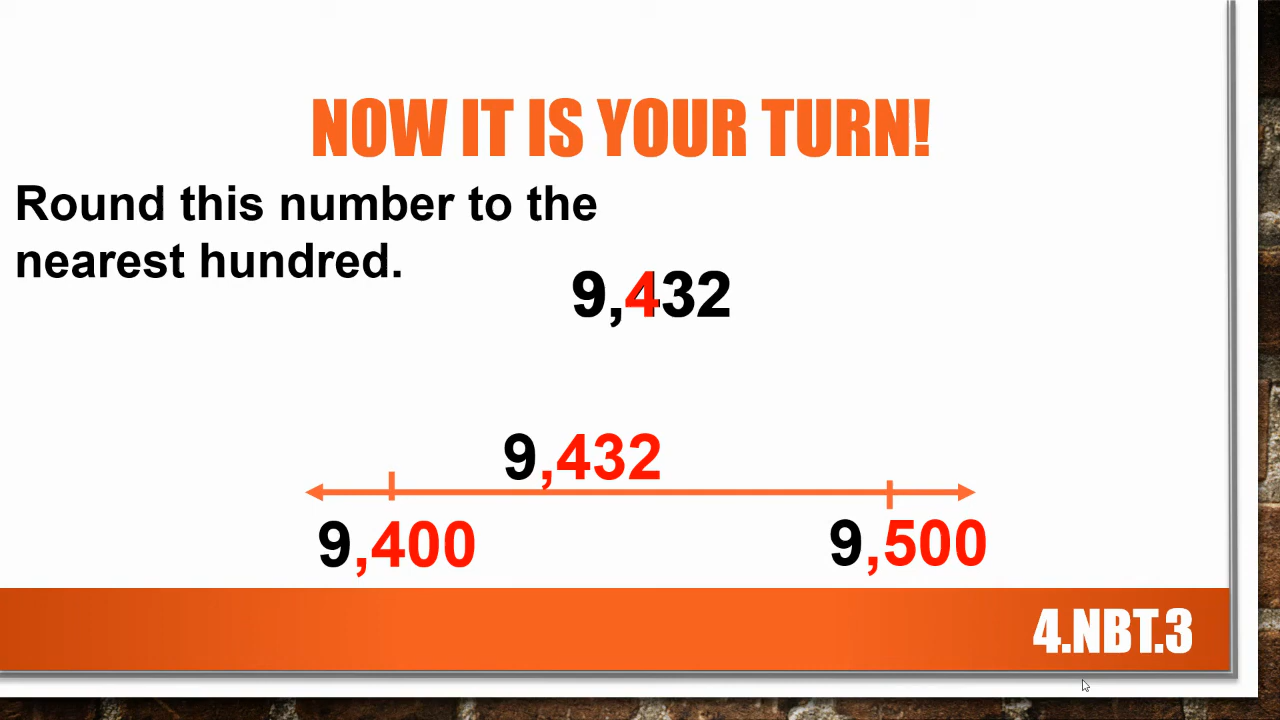 NOW IT IS YOUR TURN!
Round this number to the
nearest hundred.
9,432
9,432
9,400 9,500
4.NBT.3